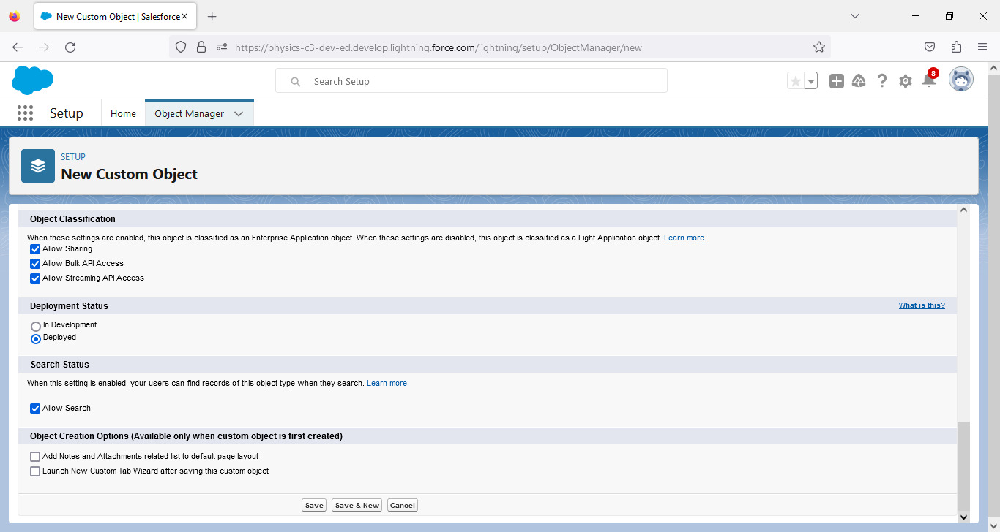 New Custom Object | Salesforce
https://physics-c3-dev-ed.develop.lightning.force.com/lightning/setup/ObjectManager/new
Search Setup
8
Setup
Home
Object Manager
SETUP
New Custom Object
Object Classification
When these settings are enabled, this object is classified as an Enterprise Application object. When these settings are disabled, this object is classified as a Light Application object. Learn more.
Allow Sharing
Allow Bulk API Access
Allow Streaming API Access
Deployment Status
What is this?
In Development
Deployed
Search Status
When this setting is enabled, your users can find records of this object type when they search. Learn more.
Allow Search
Object Creation Options (Available only when custom object is first created)
Add Notes and Attachments related list to default page layout
Launch New Custom Tab Wizard after saving this custom object
Save
Save & New
Cancel